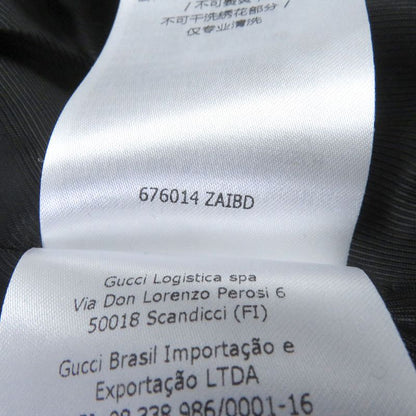 / 不可干洗绣花部分 /
仅专业清洗
676014 ZAIBD
Gucci Logistica spa
Via Don Lorenzo Perosi 6
50018 Scandicci (FI)
Gucci Brasil Importação e
Exportação LTDA